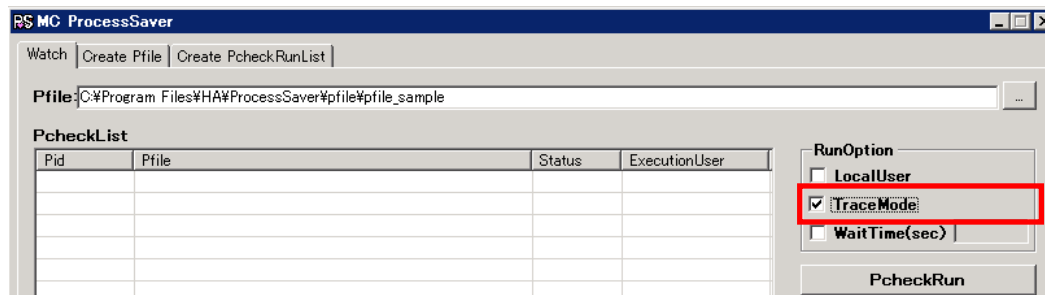 PS MC ProcessSaver
Watch Create Pfile Create PcheckRunList
Pfile: C:¥Program Files¥HA¥ProcessSaver¥pfile¥pfile_sample ...
PcheckList
Pid Pfile Status ExecutionUser
RunOption
LocalUser
TraceMode
WaitTime(sec)
PcheckRun